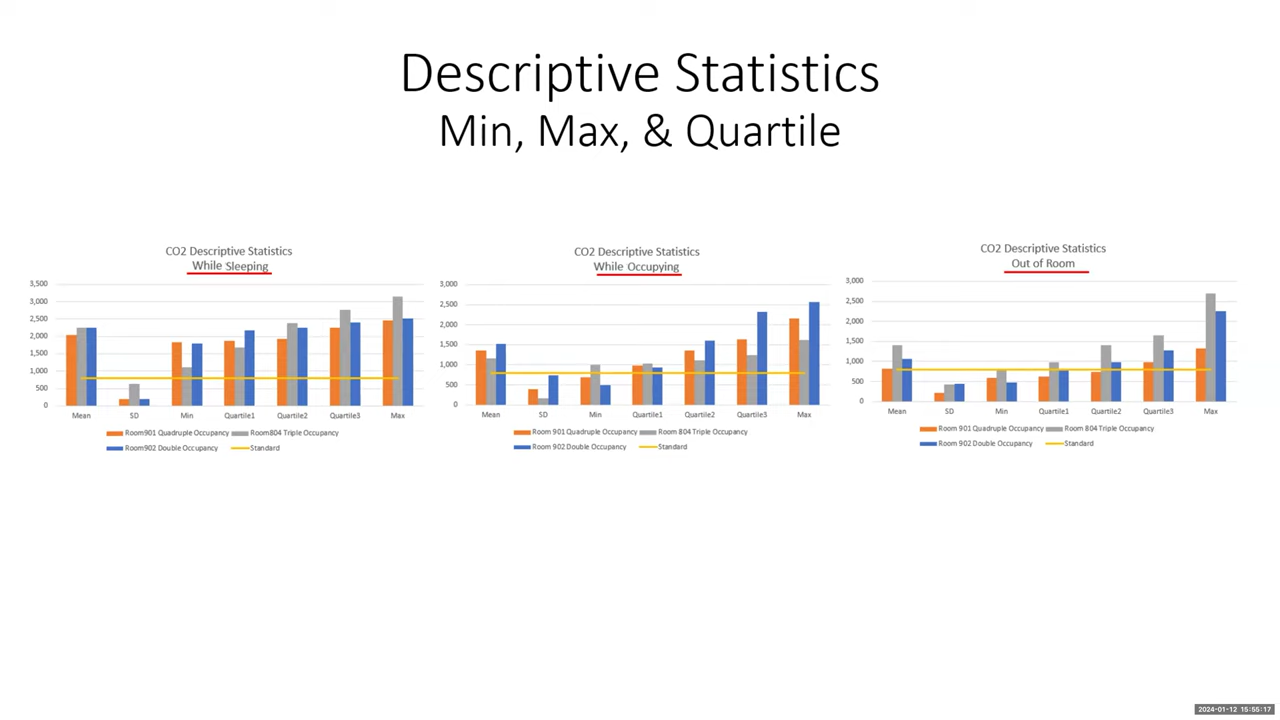 Descriptive Statistics
Min, Max, & Quartile
CO2 Descriptive Statistics
While Sleeping
3,500
3,000
2,500
2,000
1,500
1,000
500
0
Mean SD Min Quartile1 Quartile2 Quartile3 Max
Room901 Quadruple Occupancy Room804 Triple Occupancy
Room902 Double Occupancy Standard
CO2 Descriptive Statistics
While Occupying
3,000
2,500
2,000
1,500
1,000
500
0
Mean SD Min Quartile1 Quartile2 Quartile3 Max
Room 901 Quadruple Occupancy Room 804 Triple Occupancy
Room 902 Double Occupancy Standard
CO2 Descriptive Statistics
Out of Room
3,000
2,500
2,000
1,500
1,000
500
0
Mean SD Min Quartile1 Quartile2 Quartile3 Max
Room 901 Quadruple Occupancy Room 804 Triple Occupancy
Room 902 Double Occupancy Standard
2024-01-12 15:55:17